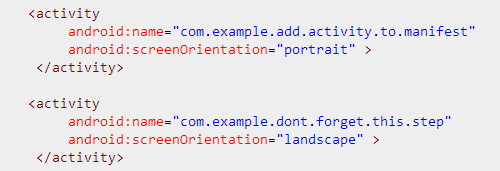 <activity
android:name="com.example.add.activity.to.manifest"
android:screenOrientation="portrait" >
</activity>
<activity
android:name="com.example.dont.forget.this.step"
android:screenOrientation="landscape" >
</activity>